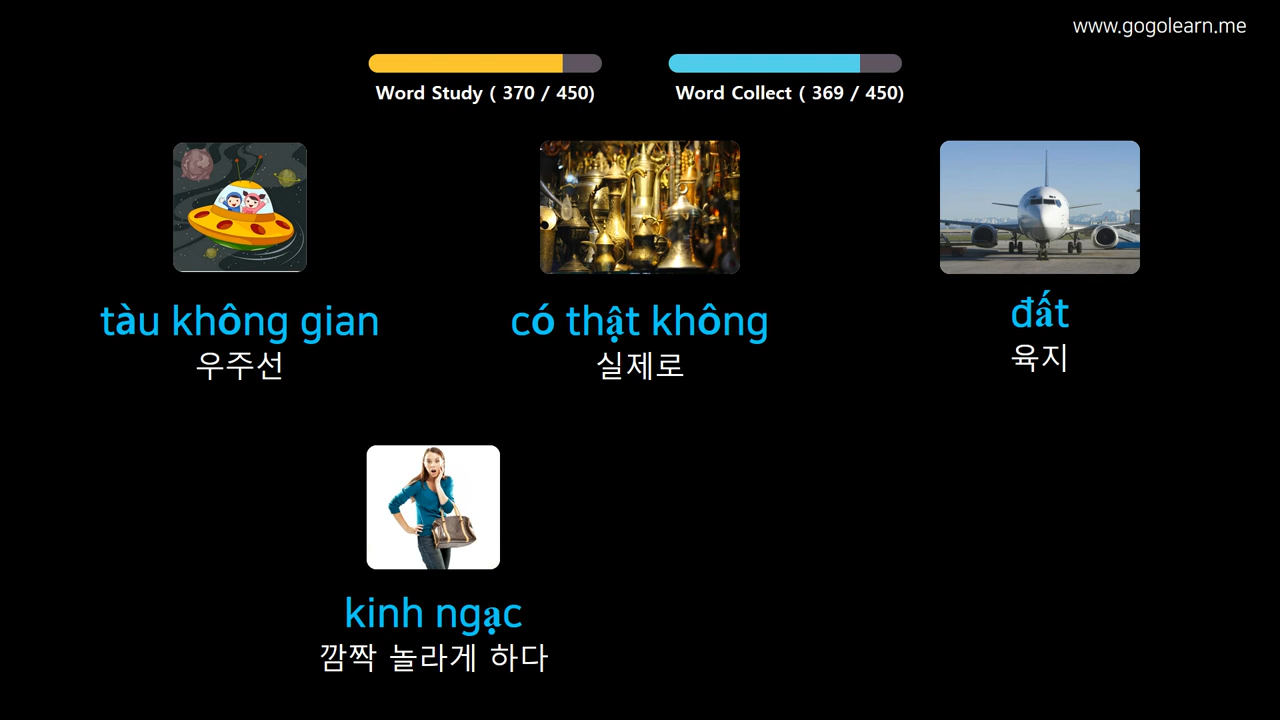 www.gogolearn.me
Word Study ( 370 / 450)
Word Collect ( 369 / 450)
tàu không gian
우주선
có thật không
실제로
đất
육지
kinh ngạc
깜짝 놀라게 하다